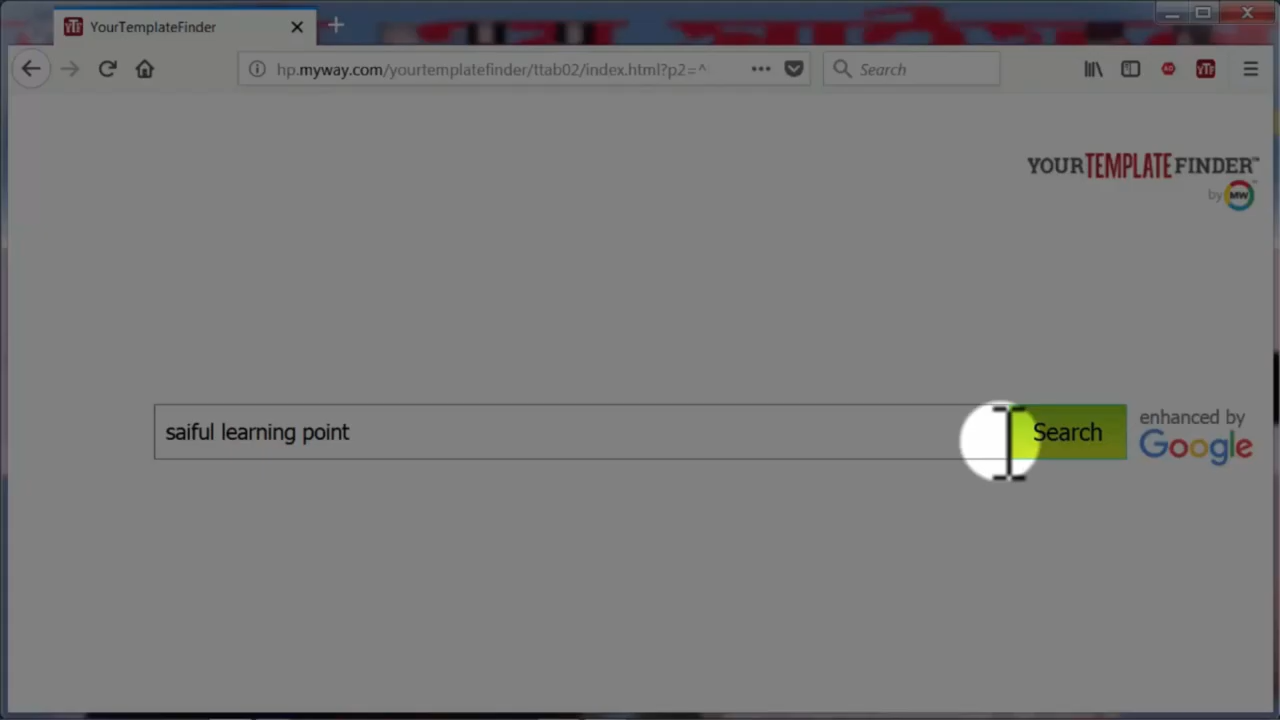 YourTemplateFinder
hp.myway.com/yourtemplatefinder/ttab02/index.html?p2=^
Search
YOURTEMPLATEFINDER™
by MW
saiful learning point
Search
enhanced by
Google